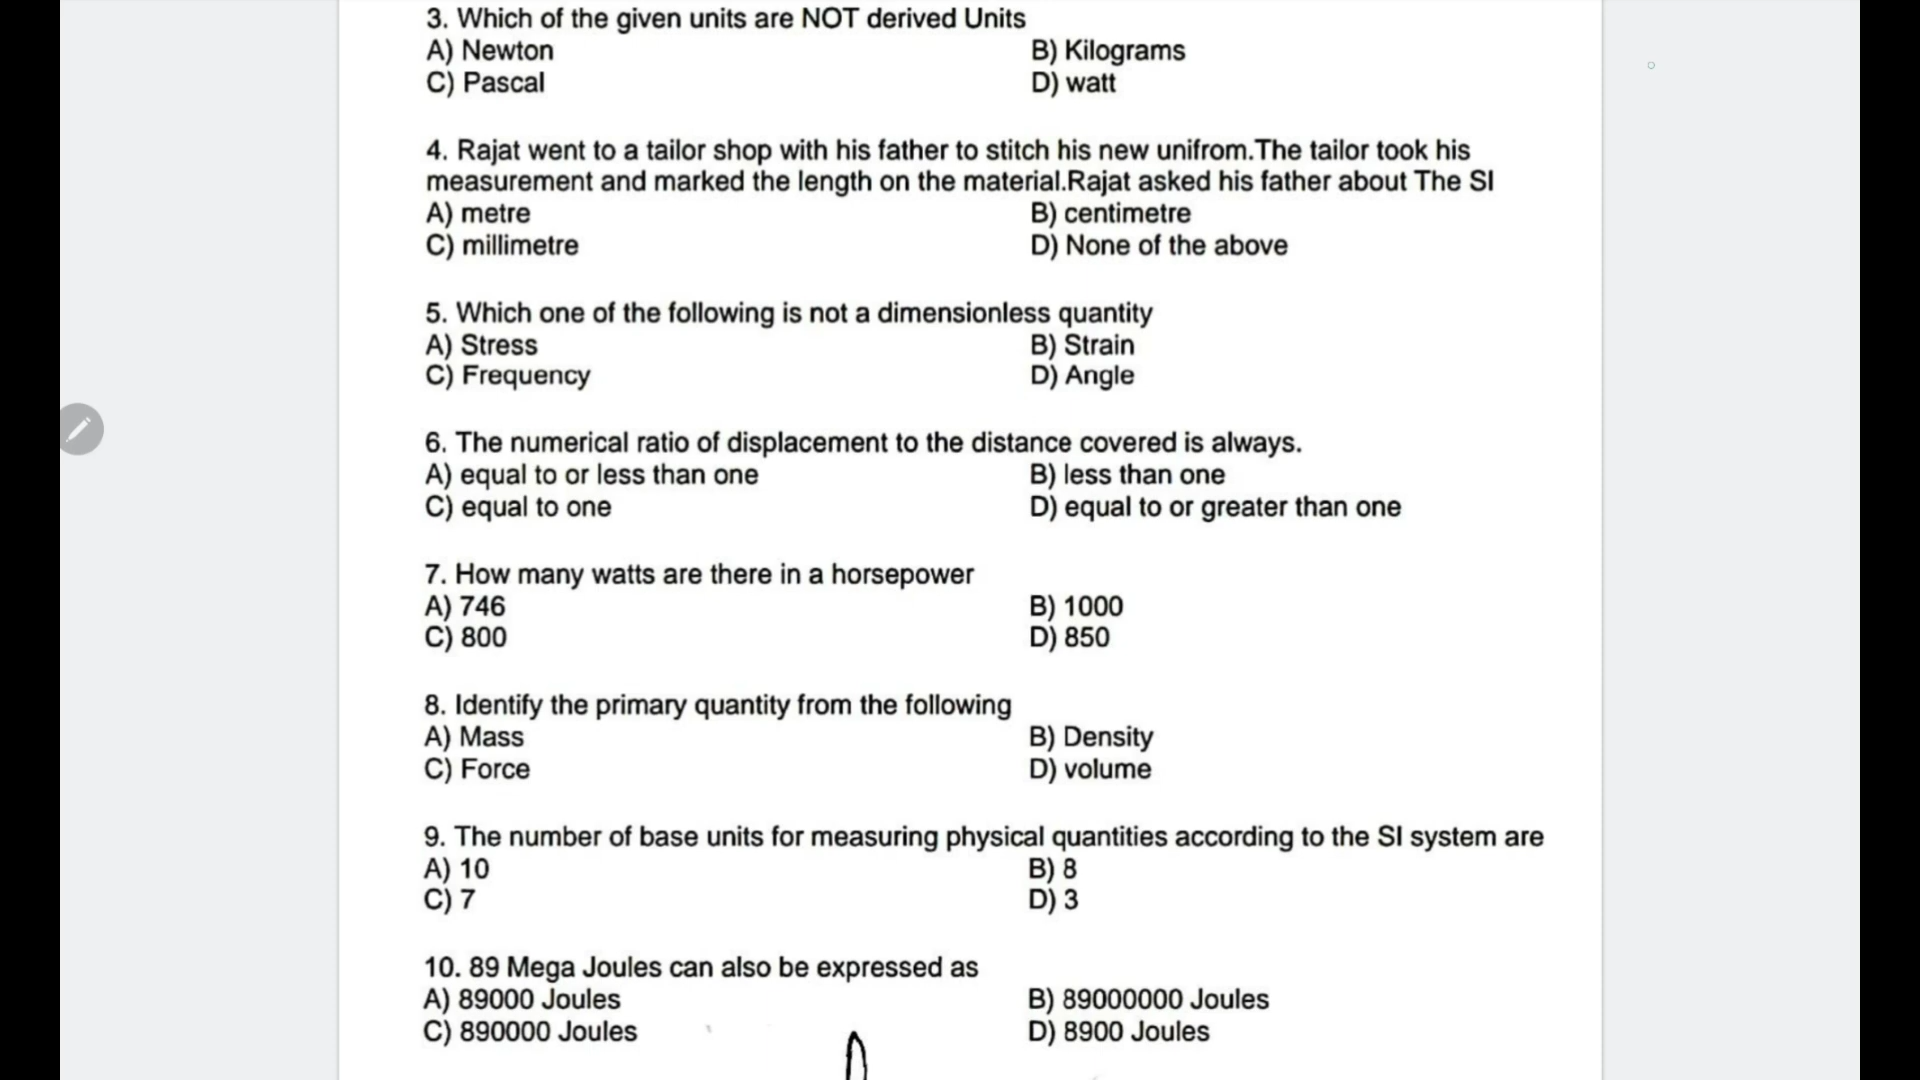 3. Which of the given units are NOT derived Units
A) Newton B) Kilograms
C) Pascal D) watt
4. Rajat went to a tailor shop with his father to stitch his new unifrom.The tailor took his
measurement and marked the length on the material.Rajat asked his father about The SI
A) metre B) centimetre
C) millimetre D) None of the above
5. Which one of the following is not a dimensionless quantity
A) Stress B) Strain
C) Frequency D) Angle
6. The numerical ratio of displacement to the distance covered is always.
A) equal to or less than one B) less than one
C) equal to one D) equal to or greater than one
7. How many watts are there in a horsepower
A) 746 B) 1000
C) 800 D) 850
8. Identify the primary quantity from the following
A) Mass B) Density
C) Force D) volume
9. The number of base units for measuring physical quantities according to the SI system are
A) 10 B) 8
C) 7 D) 3
10. 89 Mega Joules can also be expressed as
A) 89000 Joules B) 89000000 Joules
C) 890000 Joules D) 8900 Joules